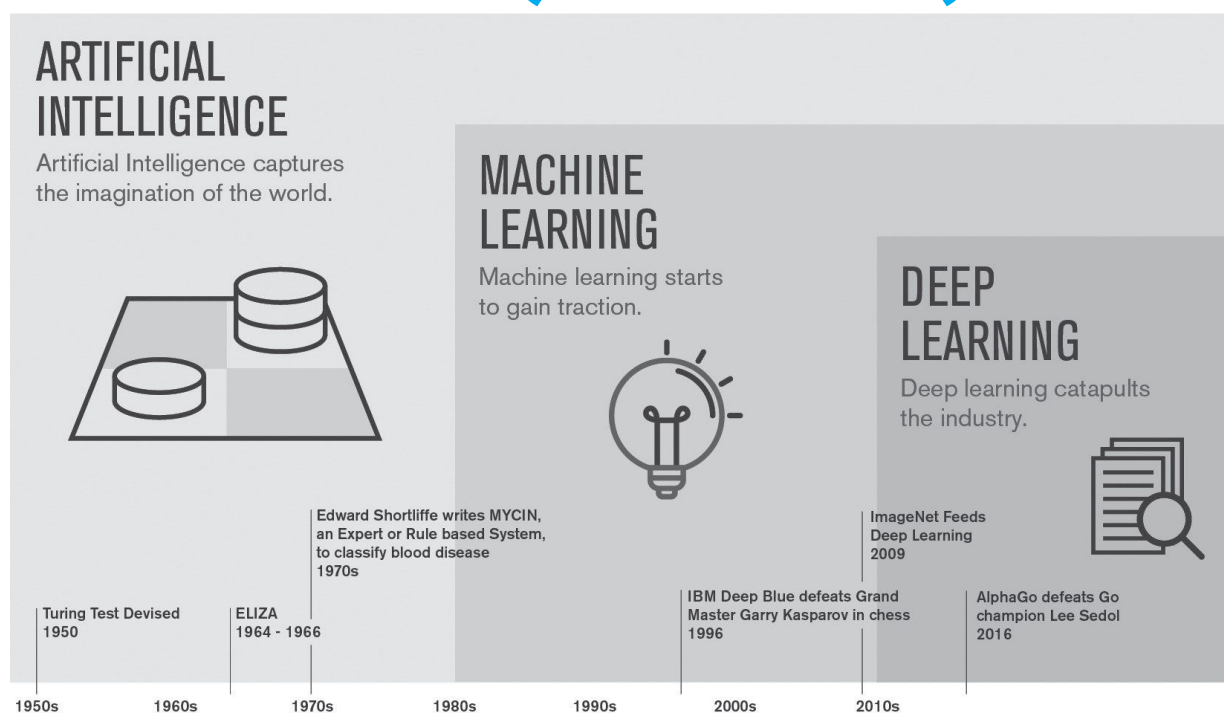 ARTIFICIAL
INTELLIGENCE
Artificial Intelligence captures
the imagination of the world.
MACHINE
LEARNING
Machine learning starts
to gain traction.
DEEP
LEARNING
Deep learning catapults
the industry.
Edward Shortliffe writes MYCIN,
an Expert or Rule based System,
to classify blood disease
1970s
ImageNet Feeds
Deep Learning
2009
Turing Test Devised
1950
ELIZA
1964 - 1966
IBM Deep Blue defeats Grand
Master Garry Kasparov in chess
1996
AlphaGo defeats Go
champion Lee Sedol
2016
1950s 1960s 1970s 1980s 1990s 2000s 2010s